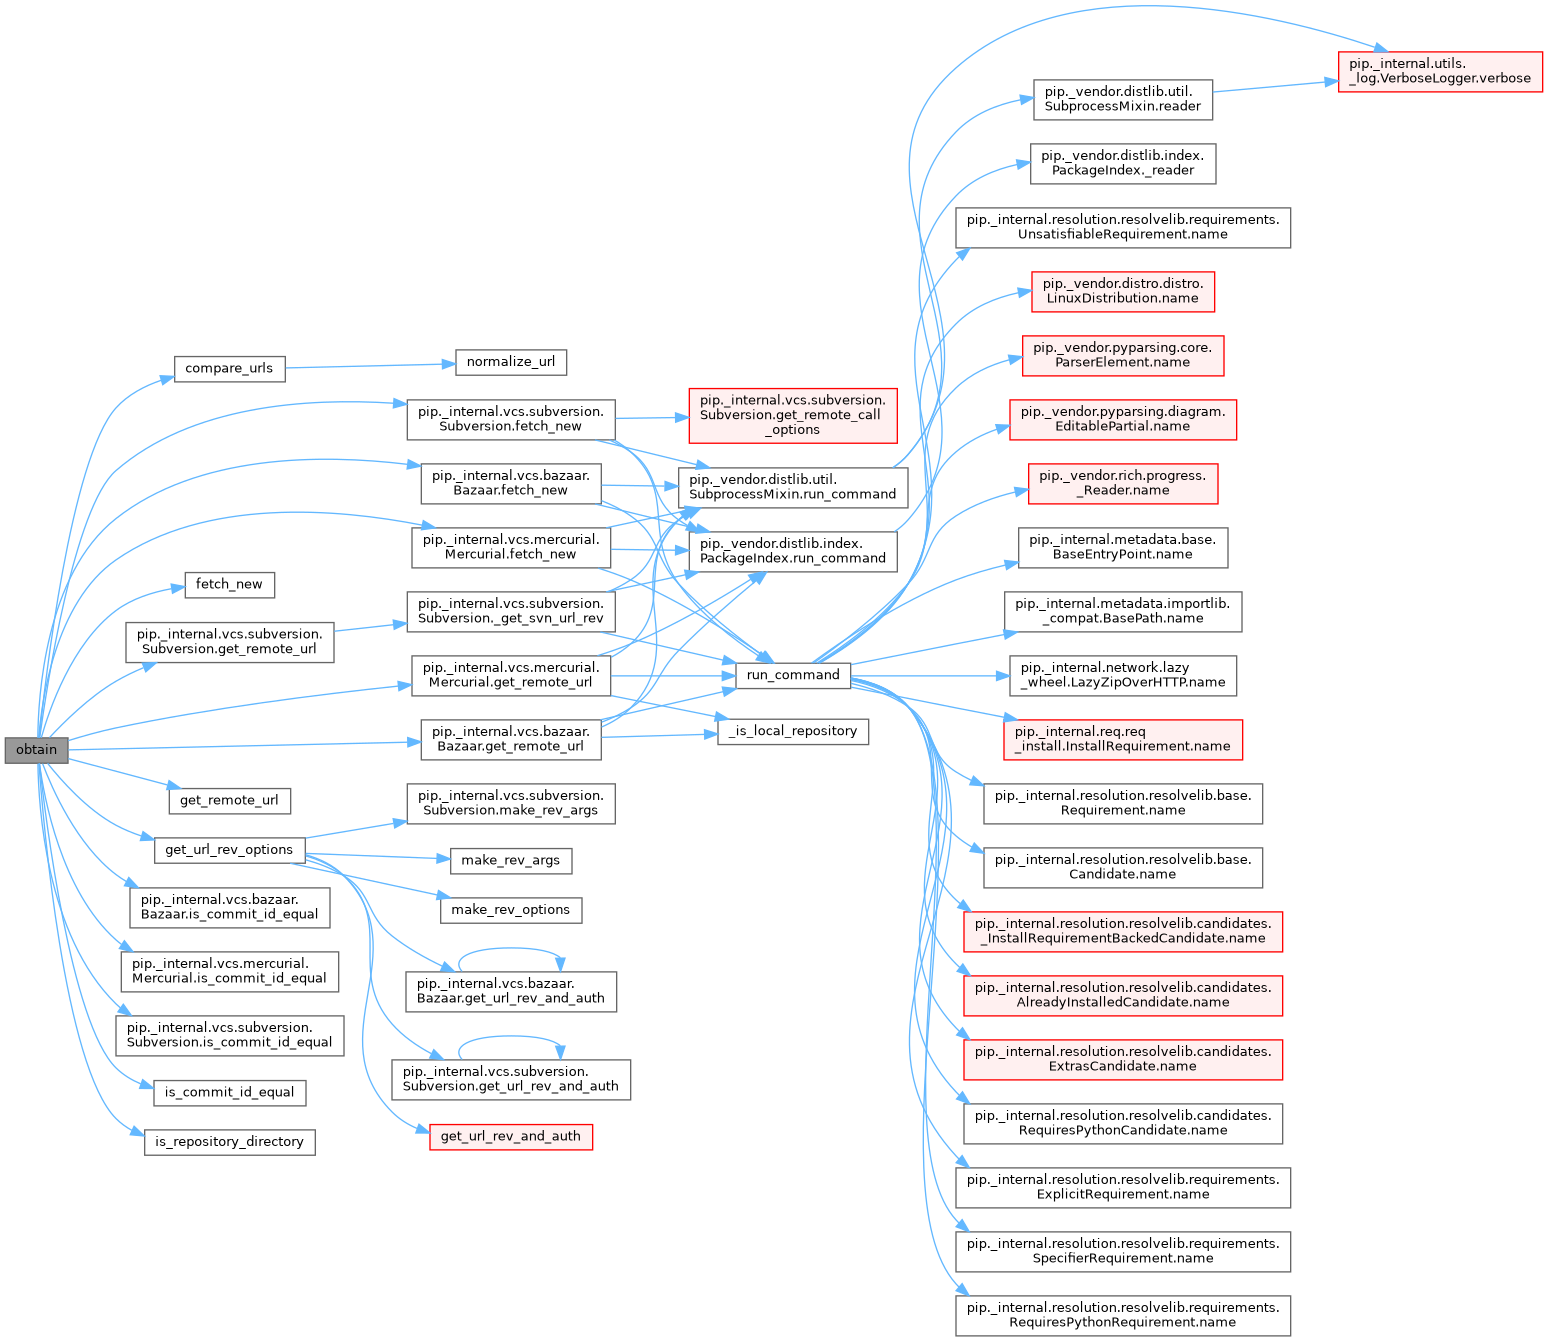 obtain
compare_urls
normalize_url
pip._internal.vcs.subversion.
Subversion.fetch_new
pip._internal.vcs.bazaar.
Bazaar.fetch_new
pip._internal.vcs.mercurial.
Mercurial.fetch_new
fetch_new
pip._internal.vcs.subversion.
Subversion.get_remote_url
pip._internal.vcs.subversion.
Subversion._get_svn_url_rev
pip._internal.vcs.mercurial.
Mercurial.get_remote_url
pip._internal.vcs.bazaar.
Bazaar.get_remote_url
get_remote_url
get_url_rev_options
pip._internal.vcs.subversion.
Subversion.make_rev_args
make_rev_args
make_rev_options
pip._internal.vcs.bazaar.
Bazaar.get_url_rev_and_auth
pip._internal.vcs.subversion.
Subversion.get_url_rev_and_auth
get_url_rev_and_auth
pip._internal.vcs.bazaar.
Bazaar.is_commit_id_equal
pip._internal.vcs.mercurial.
Mercurial.is_commit_id_equal
pip._internal.vcs.subversion.
Subversion.is_commit_id_equal
is_commit_id_equal
is_repository_directory
pip._internal.vcs.subversion.
Subversion.get_remote_call
_options
pip._vendor.distlib.util.
SubprocessMixin.run_command
pip._vendor.distlib.index.
PackageIndex.run_command
run_command
_is_local_repository
pip._internal.utils.
_log.VerboseLogger.verbose
pip._vendor.distlib.util.
SubprocessMixin.reader
pip._vendor.distlib.index.
PackageIndex._reader
pip._internal.resolution.resolvelib.requirements.
UnsatisfiableRequirement.name
pip._vendor.distro.distro.
LinuxDistribution.name
pip._vendor.pyparsing.core.
ParserElement.name
pip._vendor.pyparsing.diagram.
EditablePartial.name
pip._vendor.rich.progress.
_Reader.name
pip._internal.metadata.base.
BaseEntryPoint.name
pip._internal.metadata.importlib.
_compat.BasePath.name
pip._internal.network.lazy
_wheel.LazyZipOverHTTP.name
pip._internal.req.req
_install.InstallRequirement.name
pip._internal.resolution.resolvelib.base.
Requirement.name
pip._internal.resolution.resolvelib.base.
Candidate.name
pip._internal.resolution.resolvelib.candidates.
_InstallRequirementBackedCandidate.name
pip._internal.resolution.resolvelib.candidates.
AlreadyInstalledCandidate.name
pip._internal.resolution.resolvelib.candidates.
ExtrasCandidate.name
pip._internal.resolution.resolvelib.candidates.
RequiresPythonCandidate.name
pip._internal.resolution.resolvelib.requirements.
ExplicitRequirement.name
pip._internal.resolution.resolvelib.requirements.
SpecifierRequirement.name
pip._internal.resolution.resolvelib.requirements.
RequiresPythonRequirement.name